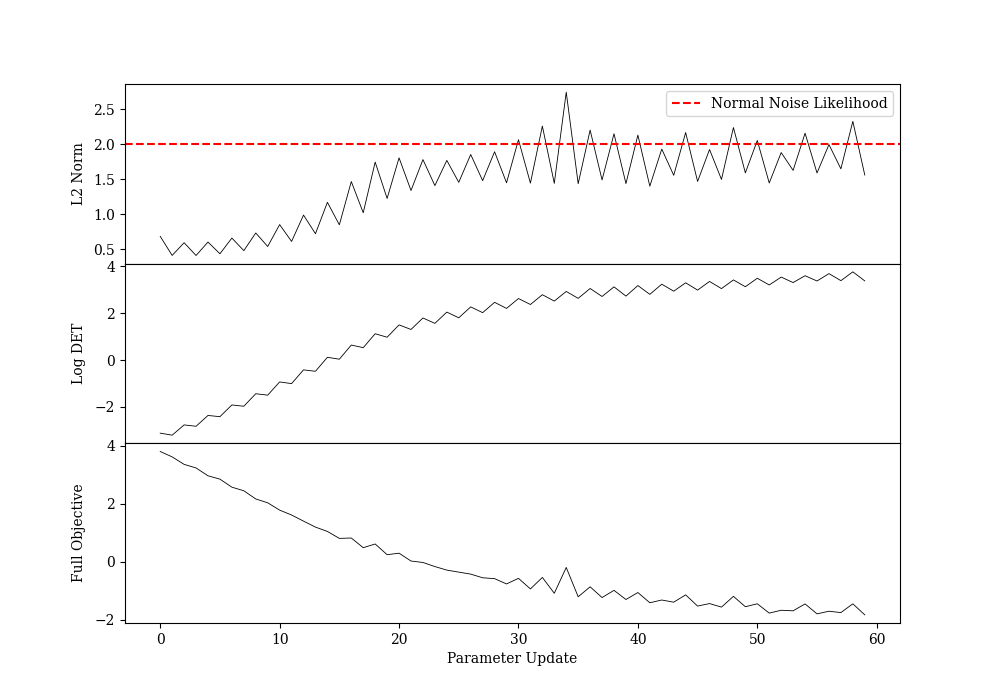 Normal Noise Likelihood
2.5
2.0
1.5
1.0
0.5
L2 Norm
4
2
0
−2
Log DET
4
2
0
−2
Full Objective
0 10 20 30 40 50 60
Parameter Update